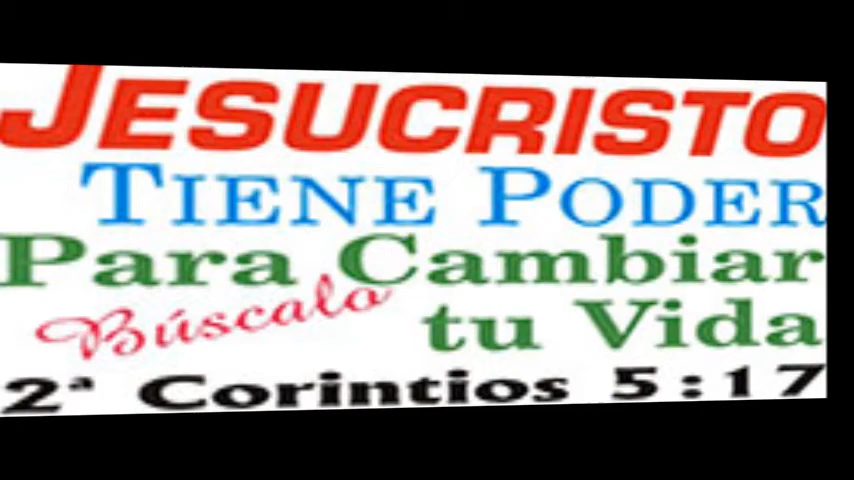 JESUCRISTO
TIENE PODER
Para Cambiar
Búscalo tu Vida
2ª Corintios 5:17